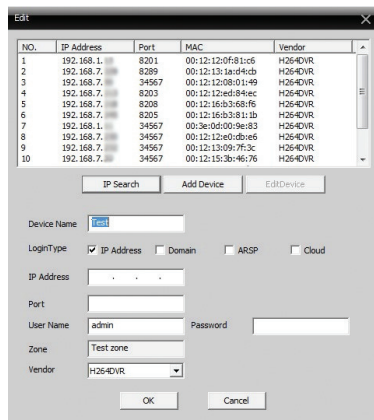 Edit
NO. IP Address Port MAC Vendor
1 192.168.1. 8201 00:12:12:0f:81:c6 H264DVR
2 192.168.7. 8289 00:12:13:1a:d4:cb H264DVR
3 192.168.7. 34567 00:12:12:08:01:49 H264DVR
4 192.168.7. 8203 00:12:12:ed:84:ec H264DVR
5 192.168.7. 8208 00:12:16:b3:68:f6 H264DVR
6 192.168.7. 8205 00:12:16:b3:81:1b H264DVR
7 192.168.1. 34567 00:3e:0d:00:9e:83 H264DVR
8 192.168.7. 34567 00:12:12:e0:db:e6 H264DVR
9 192.168.7. 34567 00:12:13:09:7f:3c H264DVR
10 192.168.7. 34567 00:12:15:3b:46:76 H264DVR
IP Search Add Device EditDevice
Device Name Test
LoginType IP Address Domain ARSP Cloud
IP Address . . .
Port
User Name admin Password
Zone Test zone
Vendor H264DVR
OK Cancel